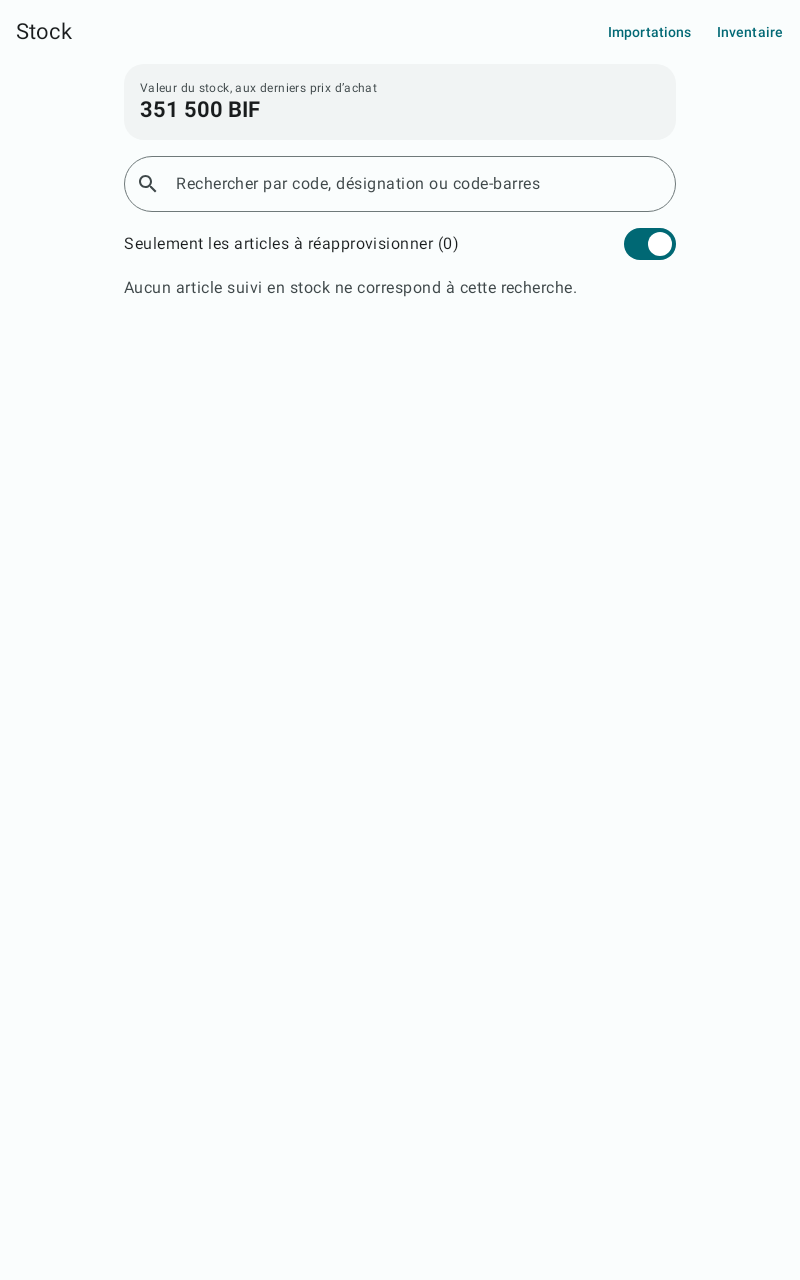 Stock
Importations
Inventaire
Valeur du stock, aux derniers prix d’achat
351 500 BIF
Rechercher par code, désignation ou code-barres
Seulement les articles à réapprovisionner (0)
Aucun article suivi en stock ne correspond à cette recherche.